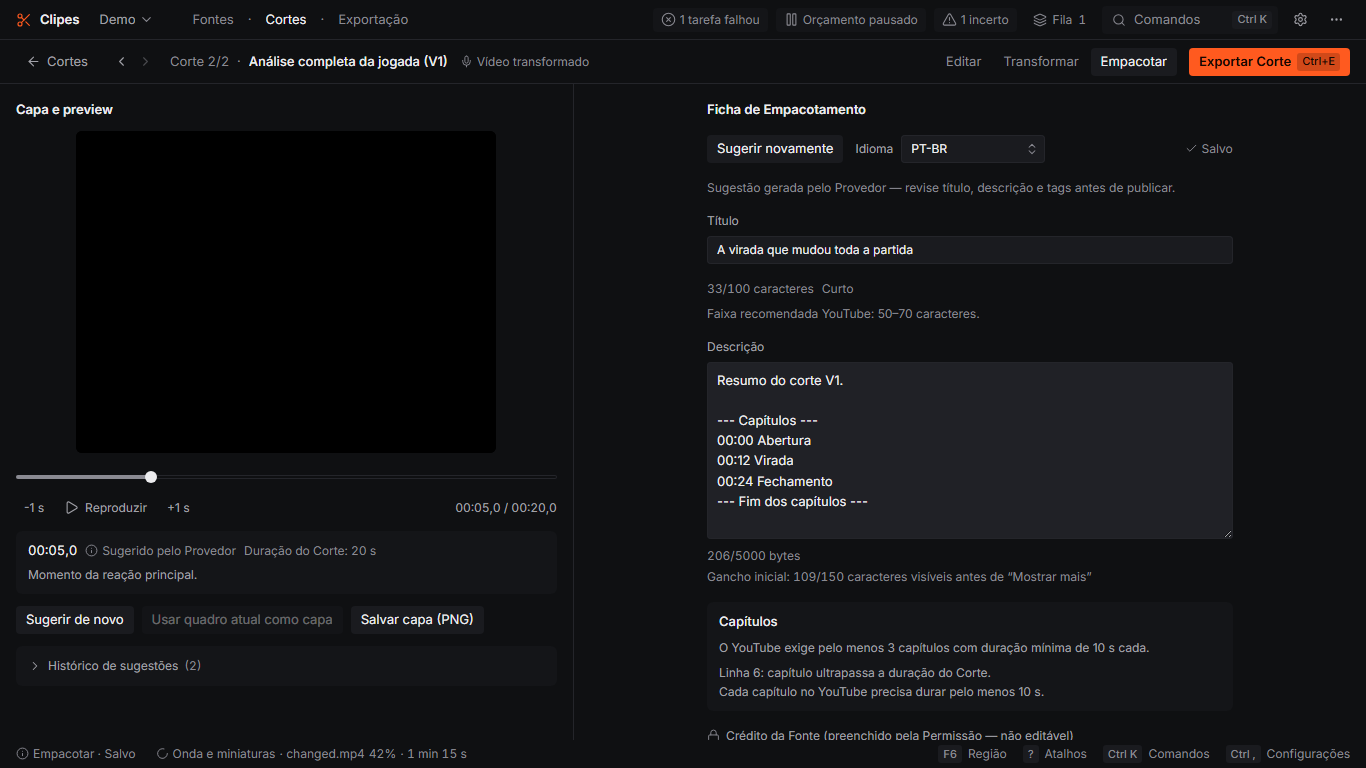 Clipes Demo Fontes · Cortes · Exportação 1 tarefa falhou Orçamento pausado 1 incerto Fila 1 Comandos Ctrl K
Cortes Corte 2/2 · Análise completa da jogada (V1) Vídeo transformado Editar Transformar Empacotar Exportar Corte Ctrl+E
Capa e preview
-1 s Reproduzir +1 s 00:05,0 / 00:20,0
00:05,0 Sugerido pelo Provedor Duração do Corte: 20 s
Momento da reação principal.
Sugerir de novo Usar quadro atual como capa Salvar capa (PNG)
Histórico de sugestões (2)
Ficha de Empacotamento
Sugerir novamente Idioma PT-BR Salvo
Sugestão gerada pelo Provedor — revise título, descrição e tags antes de publicar.
Título
A virada que mudou toda a partida
33/100 caracteres Curto
Faixa recomendada YouTube: 50–70 caracteres.
Descrição
Resumo do corte V1.
--- Capítulos ---
00:00 Abertura
00:12 Virada
00:24 Fechamento
--- Fim dos capítulos ---
206/5000 bytes
Gancho inicial: 109/150 caracteres visíveis antes de “Mostrar mais”
Capítulos
O YouTube exige pelo menos 3 capítulos com duração mínima de 10 s cada.
Linha 6: capítulo ultrapassa a duração do Corte.
Cada capítulo no YouTube precisa durar pelo menos 10 s.
Crédito da Fonte (preenchido pela Permissão — não editável)
Empacotar · Salvo Onda e miniaturas · changed.mp4 42% · 1 min 15 s F6 Região ? Atalhos Ctrl K Comandos Ctrl , Configurações